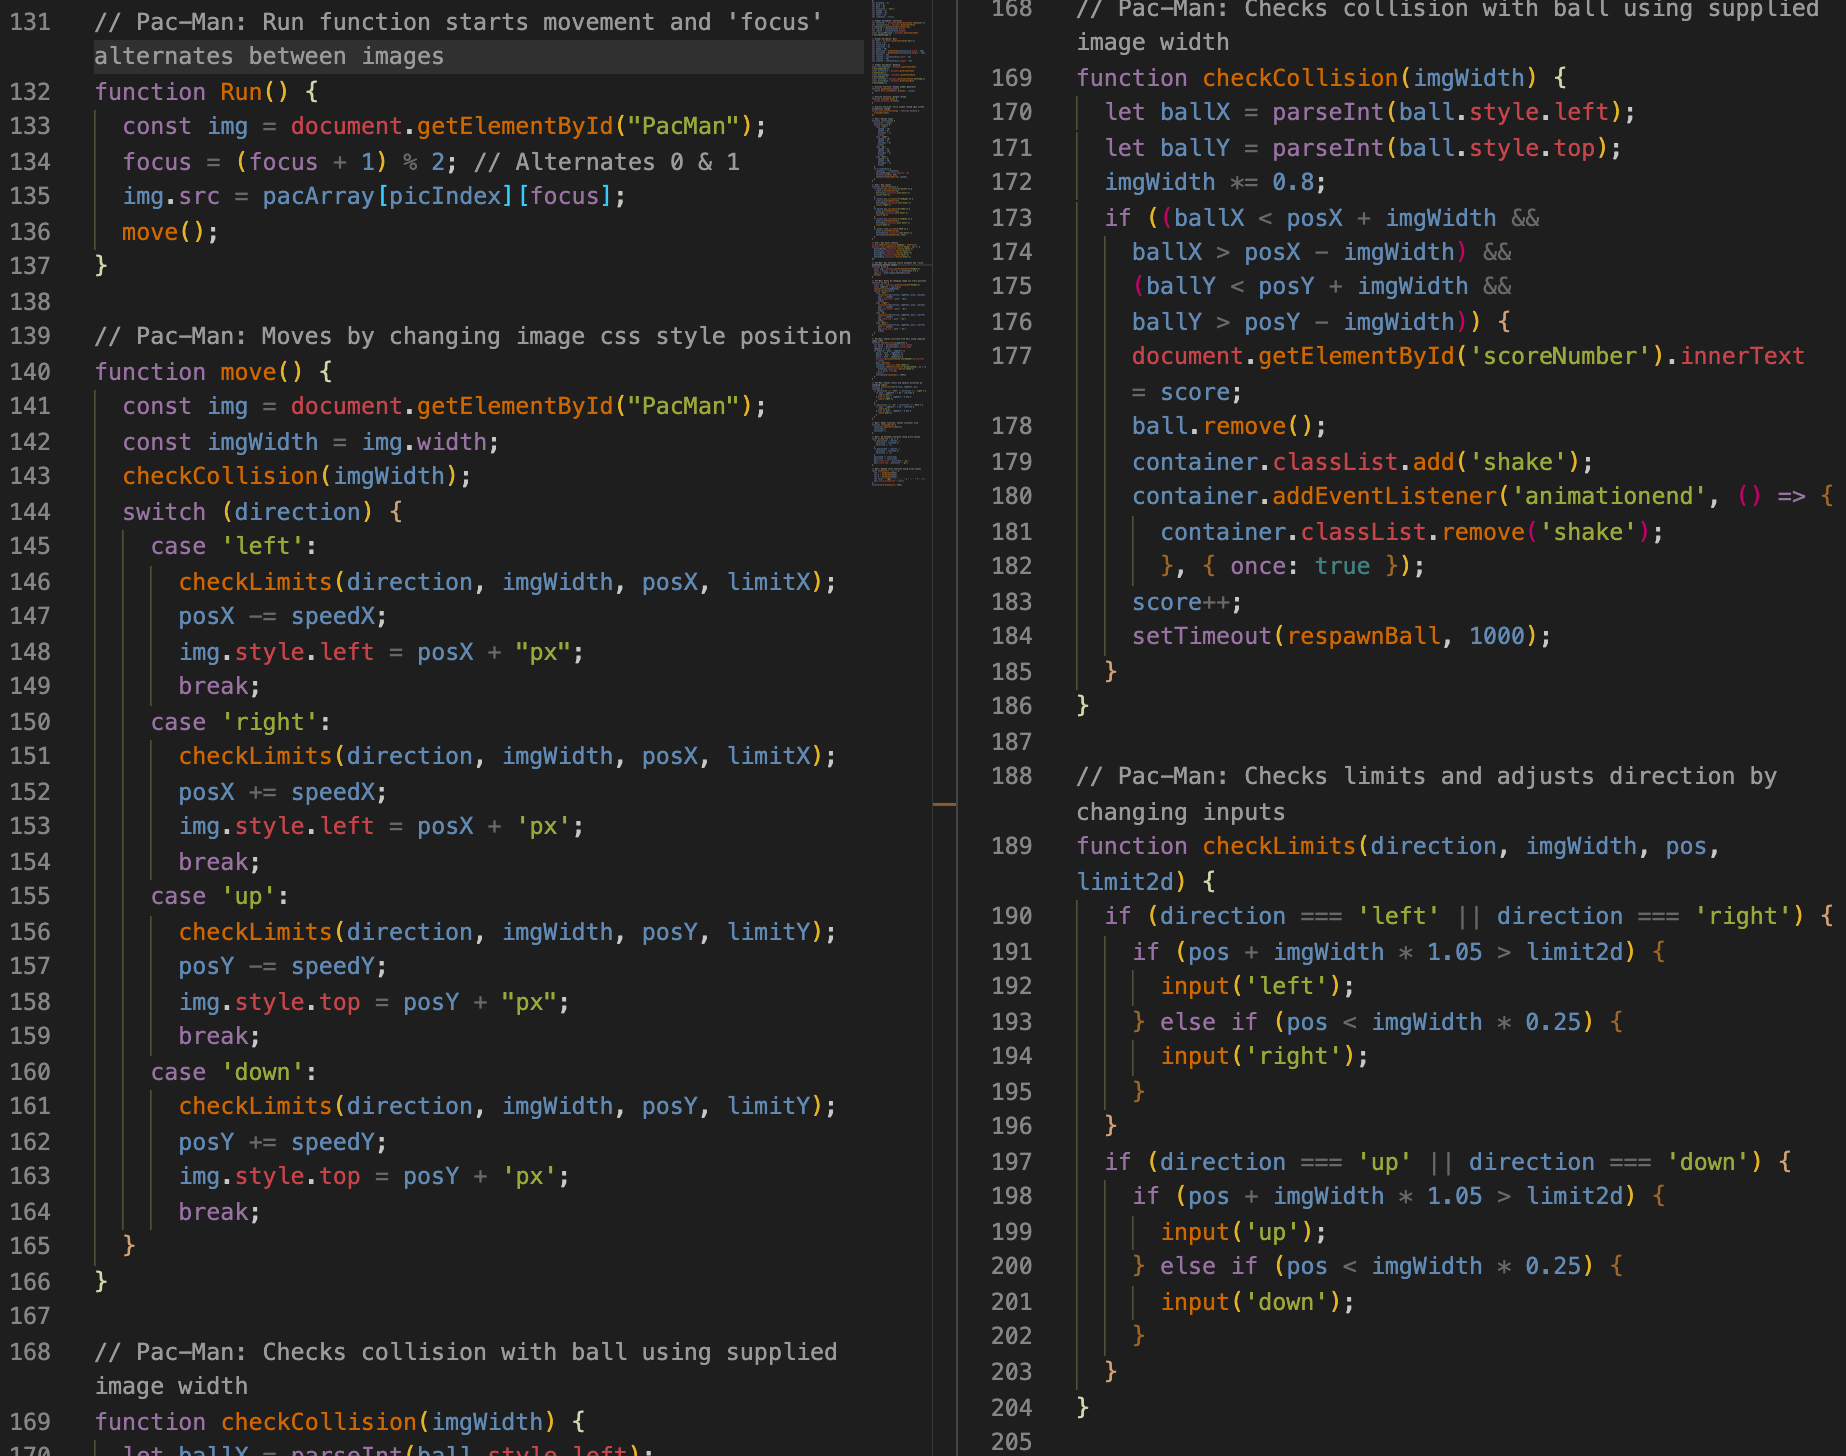 131 // Pac-Man: Run function starts movement and 'focus'
alternates between images
132 function Run() {
133 const img = document.getElementById("PacMan");
134 focus = (focus + 1) % 2; // Alternates 0 & 1
135 img.src = pacArray[picIndex][focus];
136 move();
137 }
138
139 // Pac-Man: Moves by changing image css style position
140 function move() {
141 const img = document.getElementById("PacMan");
142 const imgWidth = img.width;
143 checkCollision(imgWidth);
144 switch (direction) {
145 case 'left':
146 checkLimits(direction, imgWidth, posX, limitX);
147 posX -= speedX;
148 img.style.left = posX + "px";
149 break;
150 case 'right':
151 checkLimits(direction, imgWidth, posX, limitX);
152 posX += speedX;
153 img.style.left = posX + 'px';
154 break;
155 case 'up':
156 checkLimits(direction, imgWidth, posY, limitY);
157 posY -= speedY;
158 img.style.top = posY + "px";
159 break;
160 case 'down':
161 checkLimits(direction, imgWidth, posY, limitY);
162 posY += speedY;
163 img.style.top = posY + 'px';
164 break;
165 }
166 }
167
168 // Pac-Man: Checks collision with ball using supplied
image width
169 function checkCollision(imgWidth) {
170 let ballX = parseInt(ball.style.left);
168 // Pac-Man: Checks collision with ball using supplied
image width
169 function checkCollision(imgWidth) {
170 let ballX = parseInt(ball.style.left);
171 let ballY = parseInt(ball.style.top);
172 imgWidth *= 0.8;
173 if ((ballX < posX + imgWidth &&
174 ballX > posX - imgWidth) &&
175 (ballY < posY + imgWidth &&
176 ballY > posY - imgWidth)) {
177 document.getElementById('scoreNumber').innerText
= score;
178 ball.remove();
179 container.classList.add('shake');
180 container.addEventListener('animationend', () => {
181 container.classList.remove('shake');
182 }, { once: true });
183 score++;
184 setTimeout(respawnBall, 1000);
185 }
186 }
187
188 // Pac-Man: Checks limits and adjusts direction by
changing inputs
189 function checkLimits(direction, imgWidth, pos,
limit2d) {
190 if (direction === 'left' || direction === 'right') {
191 if (pos + imgWidth * 1.05 > limit2d) {
192 input('left');
193 } else if (pos < imgWidth * 0.25) {
194 input('right');
195 }
196 }
197 if (direction === 'up' || direction === 'down') {
198 if (pos + imgWidth * 1.05 > limit2d) {
199 input('up');
200 } else if (pos < imgWidth * 0.25) {
201 input('down');
202 }
203 }
204 }
205